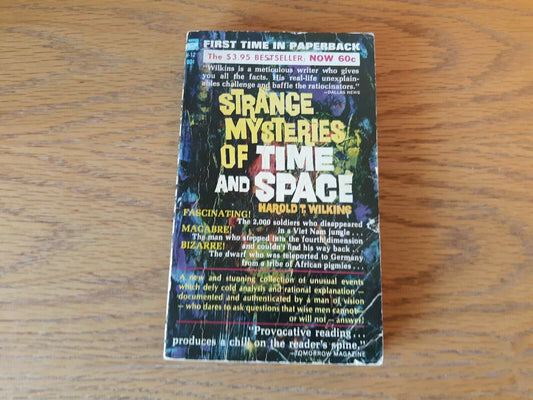 FIRST TIME IN PAPERBACK
The $3.95 BESTSELLER: NOW 60c
"Wilkins is a meticulous writer who gives
you all the facts. His real-life unexplain-
ables challenge and baffle the ratiocinators."
—DALLAS NEWS
STRANGE
MYSTERIES
OF TIME
AND SPACE
HAROLD T. WILKINS
FASCINATING!
The 2,000 soldiers who disappeared
in a Viet Nam jungle...
MACABRE!
The man who stepped into the fourth dimension
and couldn't find his way back...
BIZARRE!
The dwarf who was teleported to Germany
from a tribe of African pigmies...
A new and stunning collection of unusual events
which defy cold analysis and rational explanation —
documented and authenticated by a man of vision
— who dares to ask questions that wise men cannot—
or will not — answer!
"Provocative reading...
produces a chill on the reader's spine."
—TOMORROW MAGAZINE